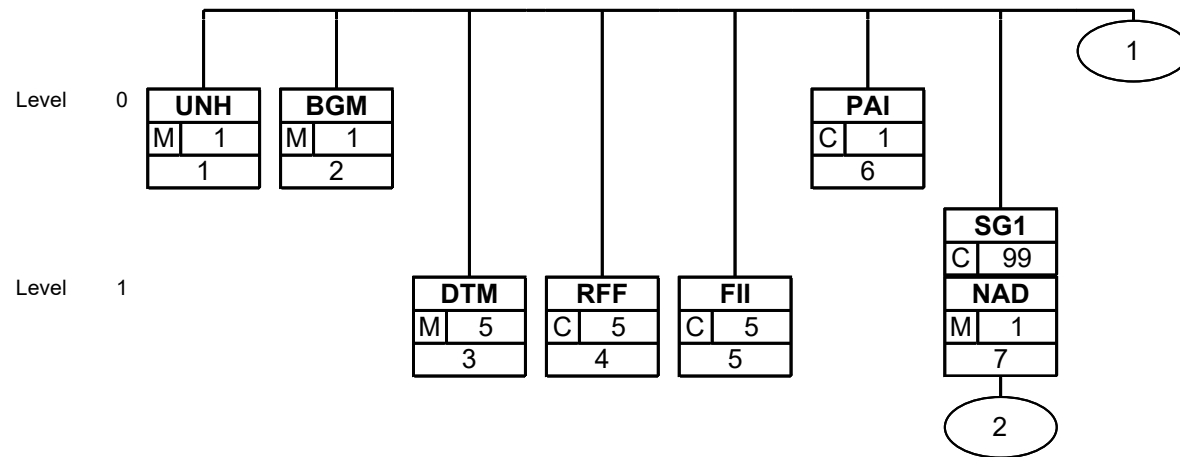 1
Level 0
UNH
M 1
1
BGM
M 1
2
PAI
C 1
6
SG1
C 99
Level 1
DTM
M 5
3
RFF
C 5
4
FII
C 5
5
NAD
M 1
7
2